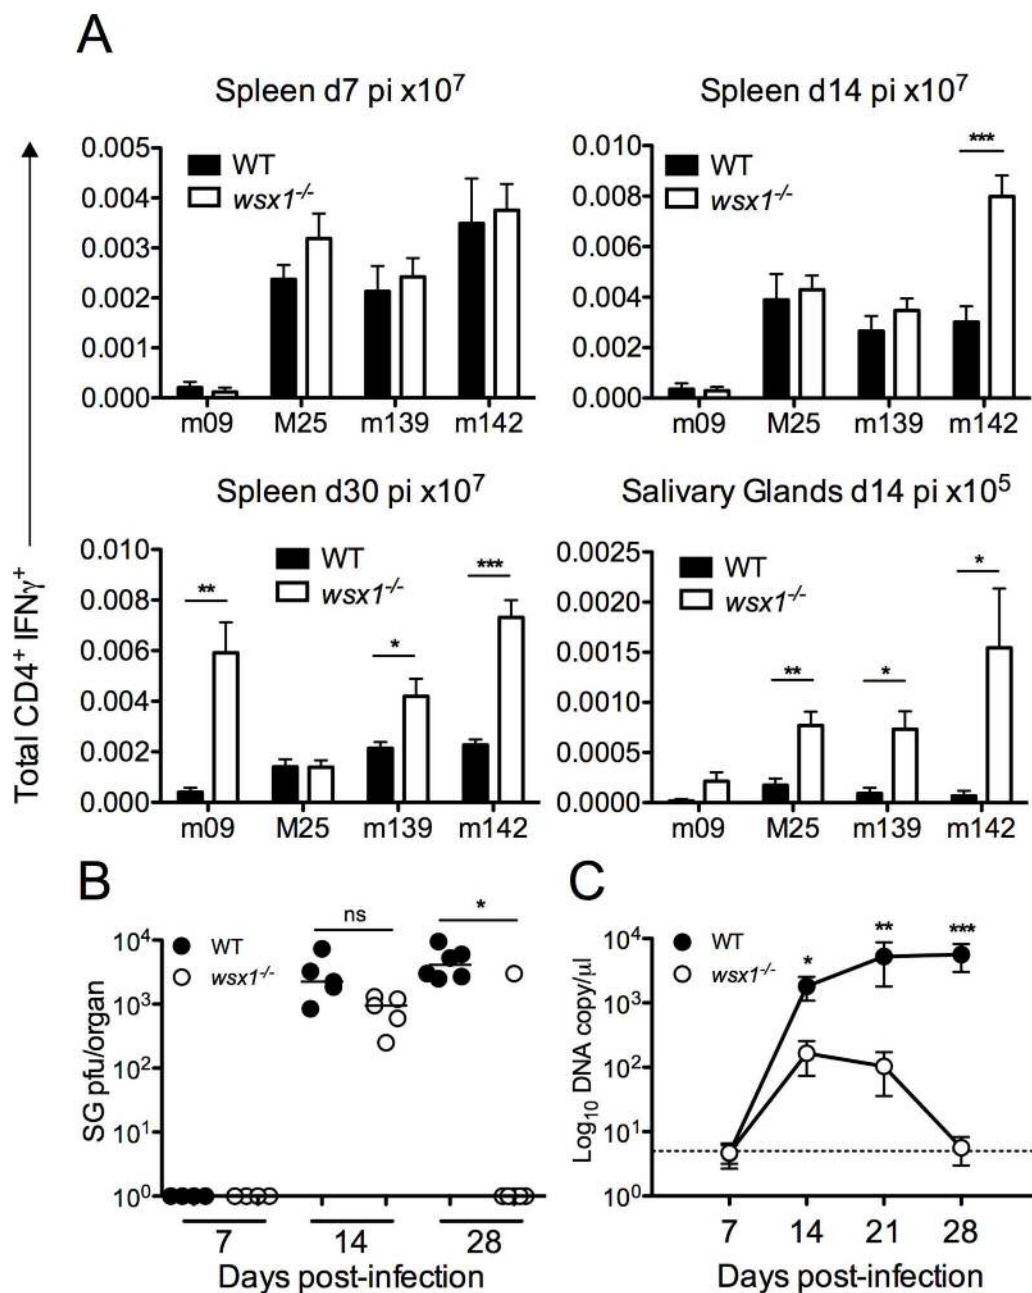 A
Spleen d7 pi x10⁷
Spleen d14 pi x10⁷
Total CD4⁺ IFNγ⁺
0.005
0.004
0.003
0.002
0.001
0.000
WT
wsx1⁻/⁻
m09 M25 m139 m142
0.010
0.008
0.006
0.004
0.002
0.000
WT
wsx1⁻/⁻
***
m09 M25 m139 m142
Spleen d30 pi x10⁷
Salivary Glands d14 pi x10⁵
0.010
0.008
0.006
0.004
0.002
0.000
WT
wsx1⁻/⁻
**
*
***
m09 M25 m139 m142
0.0025
0.0020
0.0015
0.0010
0.0005
0.0000
WT
wsx1⁻/⁻
**
*
*
m09 M25 m139 m142
B
SG pfu/organ
10⁴
10³
10²
10¹
10⁰
WT
wsx1⁻/⁻
ns
*
7 14 28
Days post-infection
C
Log₁₀ DNA copy/µl
10⁴
10³
10²
10¹
10⁰
WT
wsx1⁻/⁻
*
**
***
7 14 21 28
Days post-infection